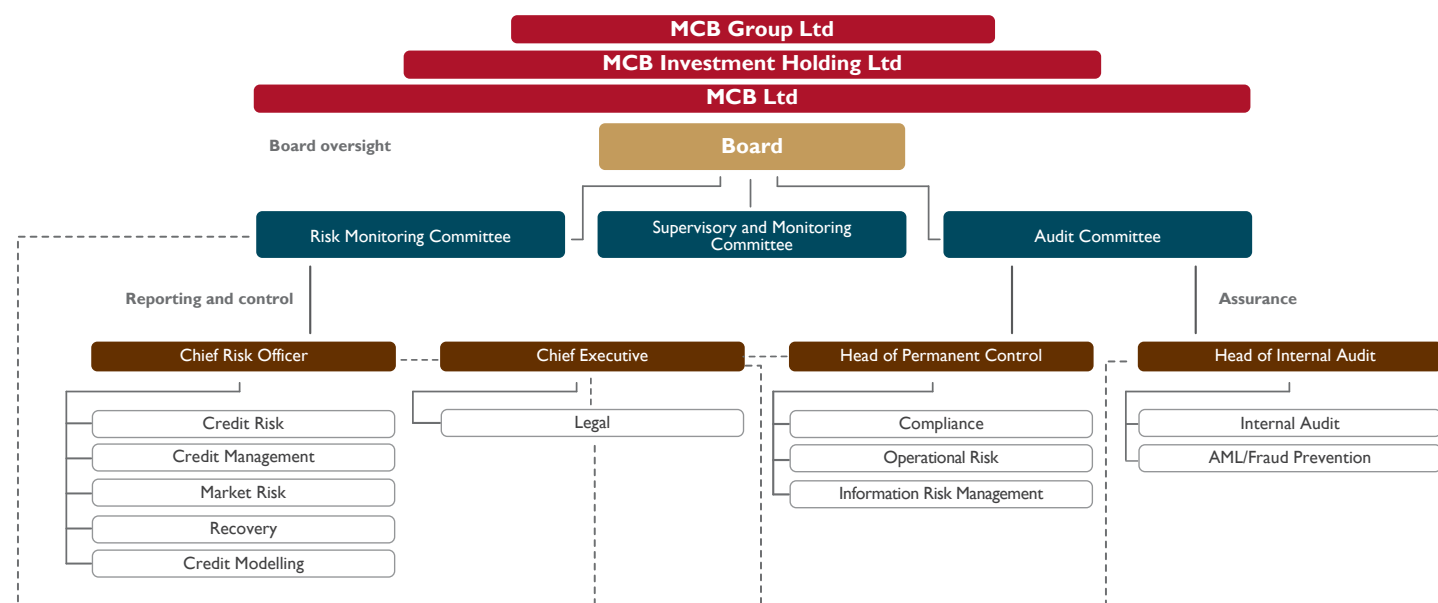 MCB Group Ltd
MCB Investment Holding Ltd
MCB Ltd
Board oversight
Board
Risk Monitoring Committee
Supervisory and Monitoring
Committee
Audit Committee
Reporting and control
Assurance
Chief Risk Officer
Chief Executive
Head of Permanent Control
Head of Internal Audit
Credit Risk
Credit Management
Market Risk
Recovery
Credit Modelling
Legal
Compliance
Operational Risk
Information Risk Management
Internal Audit
AML/Fraud Prevention